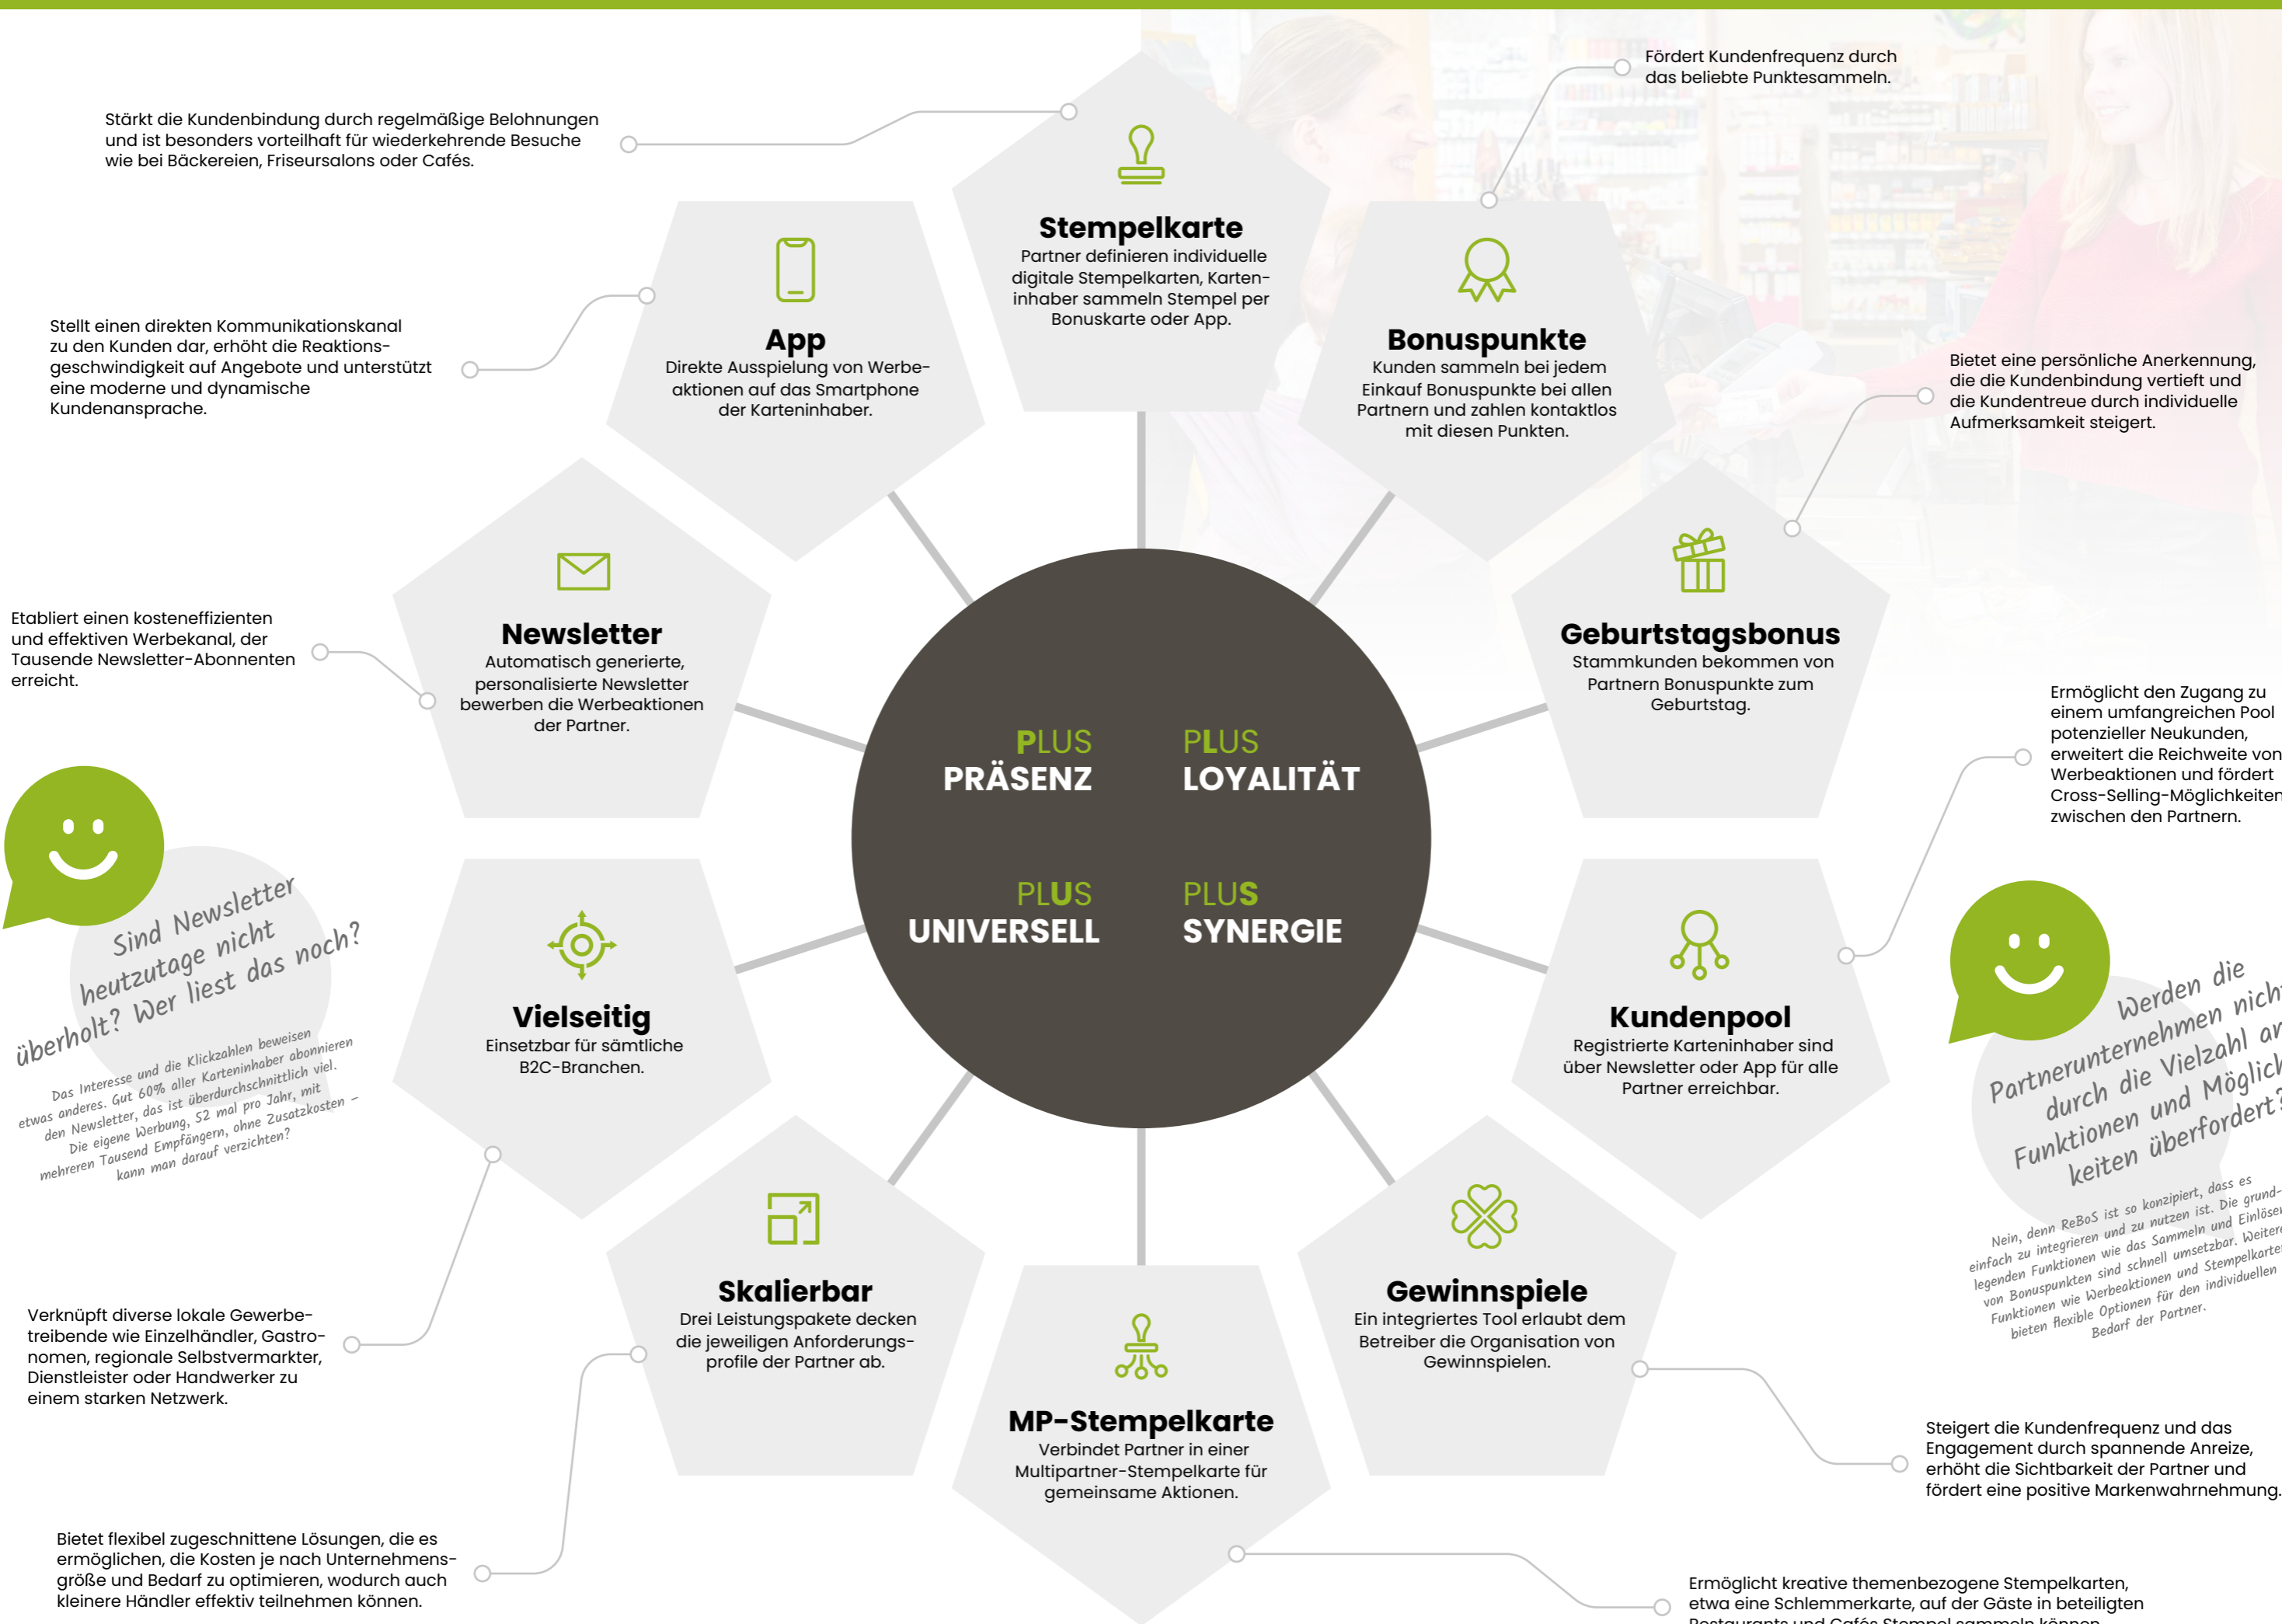 Fördert Kundenfrequenz durch
das beliebte Punktesammeln.
Stärkt die Kundenbindung durch regelmäßige Belohnungen
und ist besonders vorteilhaft für wiederkehrende Besuche
wie bei Bäckereien, Friseursalons oder Cafés.
Stempelkarte
Partner definieren individuelle
digitale Stempelkarten, Karten-
inhaber sammeln Stempel per
Bonuskarte oder App.
Stellt einen direkten Kommunikationskanal
zu den Kunden dar, erhöht die Reaktions-
geschwindigkeit auf Angebote und unterstützt
eine moderne und dynamische
Kundenansprache.
App
Direkte Ausspielung von Werbe-
aktionen auf das Smartphone
der Karteninhaber.
Bonuspunkte
Kunden sammeln bei jedem
Einkauf Bonuspunkte bei allen
Partnern und zahlen kontaktlos
mit diesen Punkten.
Bietet eine persönliche Anerkennung,
die die Kundenbindung vertieft und
die Kundentreue durch individuelle
Aufmerksamkeit steigert.
Etabliert einen kosteneffizienten
und effektiven Werbekanal, der
Tausende Newsletter-Abonnenten
erreicht.
Newsletter
Automatisch generierte,
personalisierte Newsletter
bewerben die Werbeaktionen
der Partner.
Geburtstagsbonus
Stammkunden bekommen von
Partnern Bonuspunkte zum
Geburtstag.
Ermöglicht den Zugang zu
einem umfangreichen Pool
potenzieller Neukunden,
erweitert die Reichweite von
Werbeaktionen und fördert
Cross-Selling-Möglichkeiten
zwischen den Partnern.
PLUS
PRÄSENZ
PLUS
LOYALITÄT
PLUS
UNIVERSELL
PLUS
SYNERGIE
Sind Newsletter
heutzutage nicht
überholt? Wer liest das noch?
Das Interesse und die Klickzahlen beweisen
etwas anderes. Gut 60% aller Karteninhaber abonnieren
den Newsletter, das ist überdurchschnittlich viel.
Die eigene Werbung, 52 mal pro Jahr, mit
mehreren Tausend Empfängern, ohne Zusatzkosten –
kann man darauf verzichten?
Vielseitig
Einsetzbar für sämtliche
B2C-Branchen.
Kundenpool
Registrierte Karteninhaber sind
über Newsletter oder App für alle
Partner erreichbar.
Werden die
Partnerunternehmen nicht
durch die Vielzahl an
Funktionen und Möglich
keiten überfordert?
Nein, denn ReBoS ist so konzipiert, dass es
einfach zu integrieren und zu nutzen ist. Die grund-
legenden Funktionen wie das Sammeln und Einlösen
von Bonuspunkten sind schnell umsetzbar. Weitere
Funktionen wie Werbeaktionen und Stempelkarten
bieten flexible Optionen für den individuellen
Bedarf der Partner.
Verknüpft diverse lokale Gewerbe-
treibende wie Einzelhändler, Gastro-
nomen, regionale Selbstvermarkter,
Dienstleister oder Handwerker zu
einem starken Netzwerk.
Skalierbar
Drei Leistungspakete decken
die jeweiligen Anforderungs-
profile der Partner ab.
Gewinnspiele
Ein integriertes Tool erlaubt dem
Betreiber die Organisation von
Gewinnspielen.
MP-Stempelkarte
Verbindet Partner in einer
Multipartner-Stempelkarte für
gemeinsame Aktionen.
Steigert die Kundenfrequenz und das
Engagement durch spannende Anreize,
erhöht die Sichtbarkeit der Partner und
fördert eine positive Markenwahrnehmung.
Bietet flexibel zugeschnittene Lösungen, die es
ermöglichen, die Kosten je nach Unternehmens-
größe und Bedarf zu optimieren, wodurch auch
kleinere Händler effektiv teilnehmen können.
Ermöglicht kreative themenbezogene Stempelkarten,
etwa eine Schlemmerkarte, auf der Gäste in beteiligten
Restaurants und Cafés Stempel sammeln können